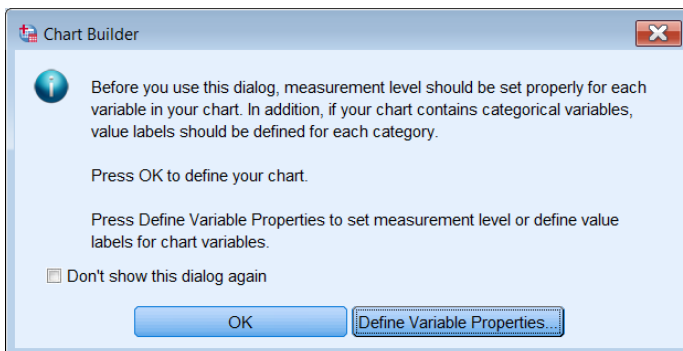 Chart Builder
Before you use this dialog, measurement level should be set properly for each
variable in your chart. In addition, if your chart contains categorical variables,
value labels should be defined for each category.
Press OK to define your chart.
Press Define Variable Properties to set measurement level or define value
labels for chart variables.
Don't show this dialog again
OK
Define Variable Properties...